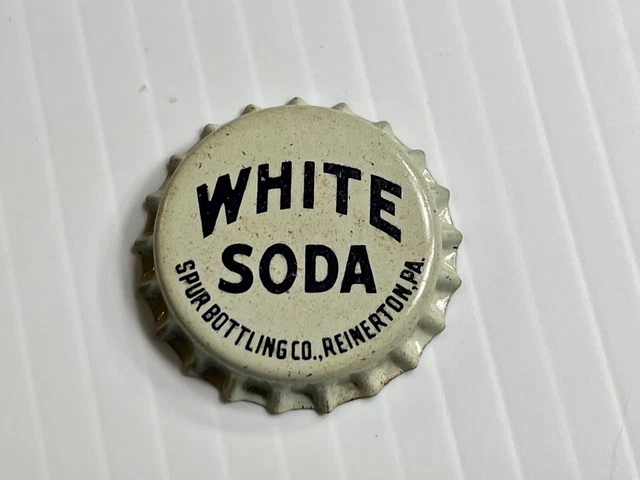 WHITE
SODA
SPUR BOTTLING CO., REINERTON, PA.